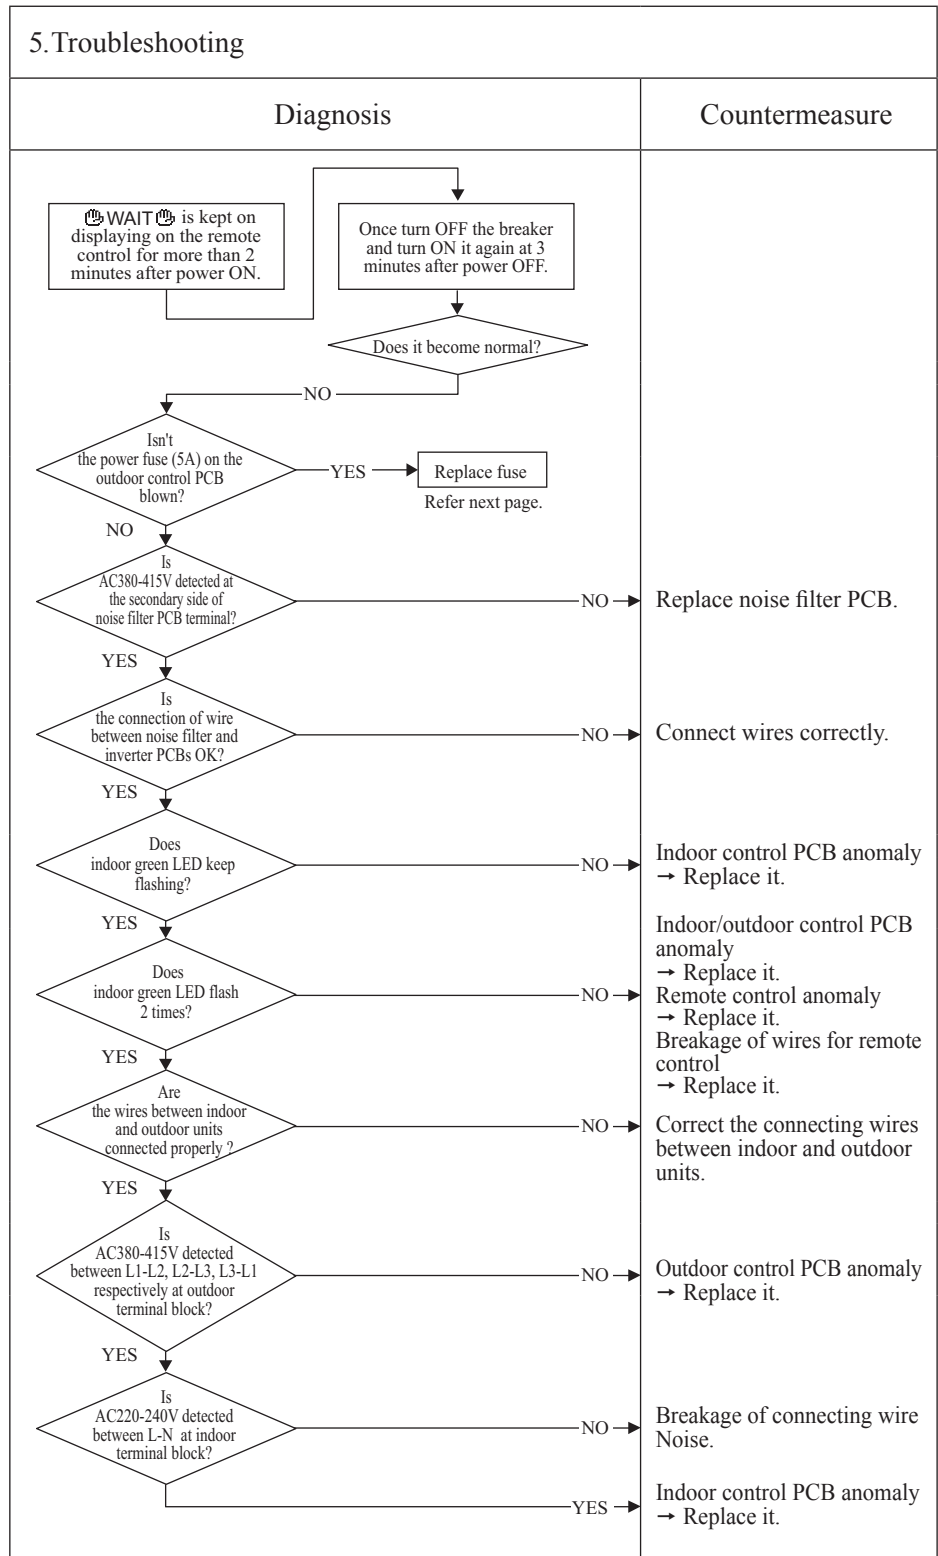 5.Troubleshooting
Diagnosis
Countermeasure
WAIT is kept on
displaying on the remote
control for more than 2
minutes after power ON.
Once turn OFF the breaker
and turn ON it again at 3
minutes after power OFF.
Does it become normal?
NO
Isn't
the power fuse (5A) on the
outdoor control PCB
blown?
YES
Replace fuse
Refer next page.
NO
Is
AC380-415V detected at
the secondary side of
noise filter PCB terminal?
NO
Replace noise filter PCB.
YES
Is
the connection of wire
between noise filter and
inverter PCBs OK?
NO
Connect wires correctly.
YES
Does
indoor green LED keep
flashing?
NO
Indoor control PCB anomaly
→ Replace it.
YES
Does
indoor green LED flash
2 times?
NO
Indoor/outdoor control PCB
anomaly
→ Replace it.
Remote control anomaly
→ Replace it.
Breakage of wires for remote
control
→ Replace it.
YES
Are
the wires between indoor
and outdoor units
connected properly ?
NO
Correct the connecting wires
between indoor and outdoor
units.
YES
Is
AC380-415V detected
between L1-L2, L2-L3, L3-L1
respectively at outdoor
terminal block?
NO
Outdoor control PCB anomaly
→ Replace it.
YES
Is
AC220-240V detected
between L-N at indoor
terminal block?
NO
Breakage of connecting wire
Noise.
YES
Indoor control PCB anomaly
→ Replace it.